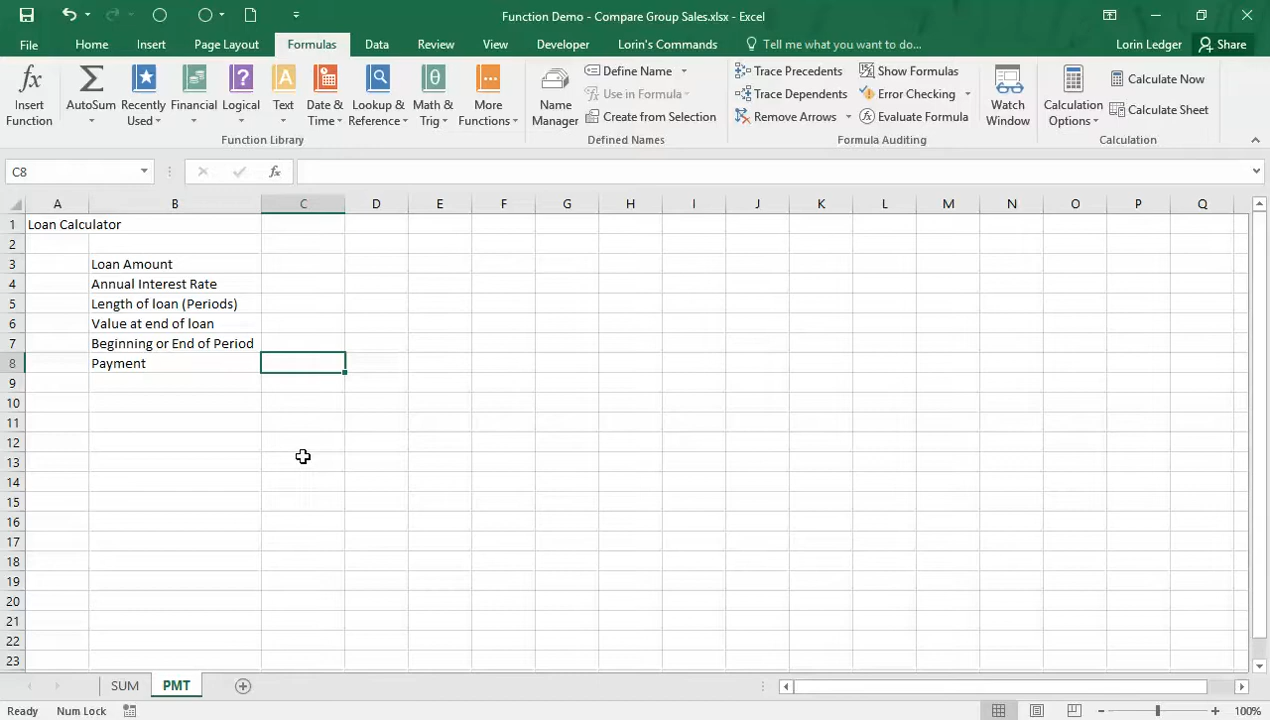 Function Demo - Compare Group Sales.xlsx - Excel
File Home Insert Page Layout Formulas Data Review View Developer Lorin's Commands Tell me what you want to do... Lorin Ledger Share
Insert Function
AutoSum
Recently Used
Financial
Logical
Text
Date & Time
Lookup & Reference
Math & Trig
More Functions
Function Library
Name Manager
Define Name
Use in Formula
Create from Selection
Defined Names
Trace Precedents
Trace Dependents
Remove Arrows
Show Formulas
Error Checking
Evaluate Formula
Formula Auditing
Watch Window
Calculation Options
Calculate Now
Calculate Sheet
Calculation
C8 fx
A B C D E F G H I J K L M N O P Q
1 Loan Calculator
2
3 Loan Amount
4 Annual Interest Rate
5 Length of loan (Periods)
6 Value at end of loan
7 Beginning or End of Period
8 Payment
9
10
11
12
13
14
15
16
17
18
19
20
21
22
23
SUM PMT
Ready Num Lock 100%